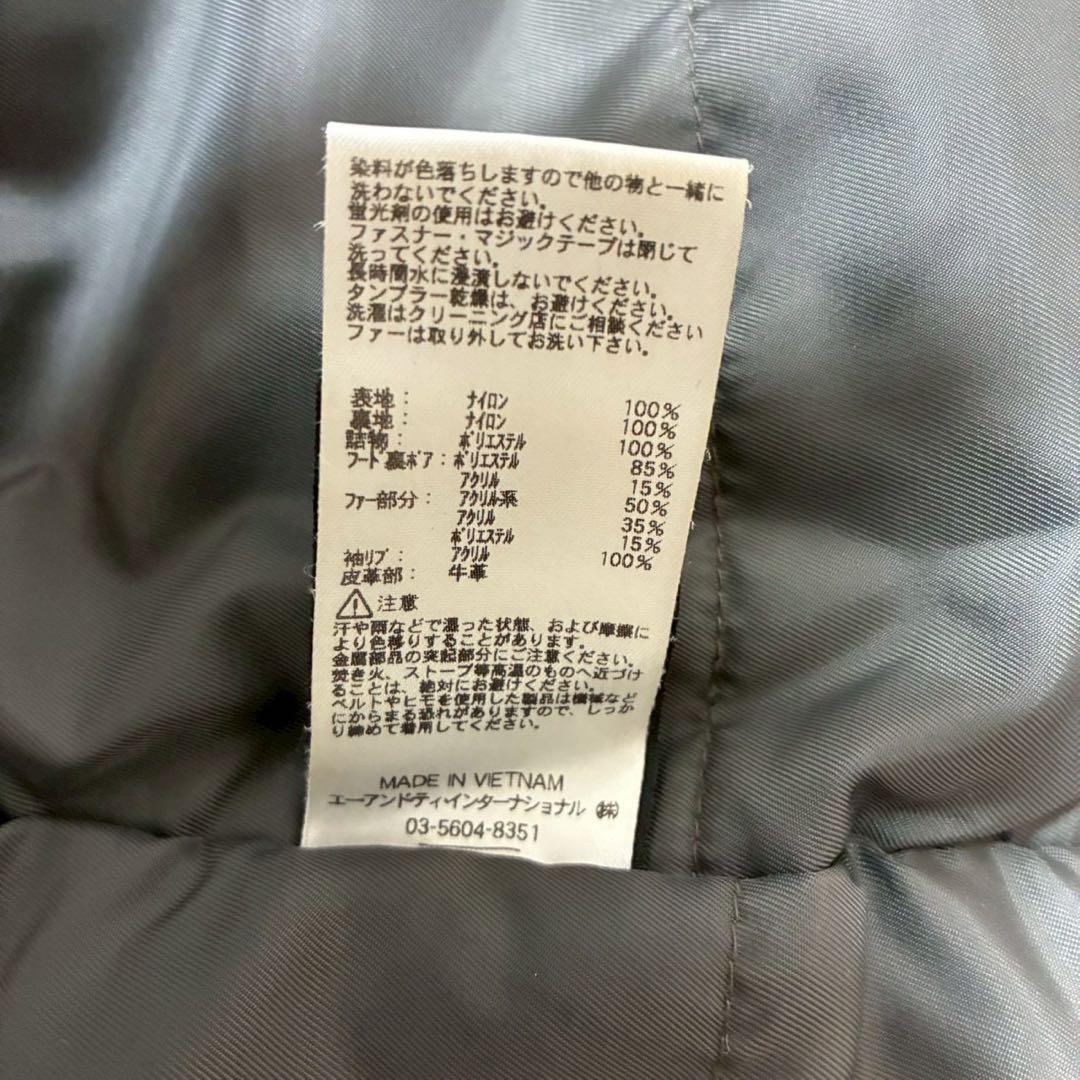 染料が色落ちしますので他の物と一緒に
洗わないでください。
蛍光剤の使用はお避けください。
ファスナー・マジックテープは閉じて
洗ってください。
長時間水に浸漬しないでください。
タンブラー乾燥は、お避けください。
洗濯はクリーニング店にご相談ください
ファーは取り外してお洗い下さい。
表地： ナイロン 100%
裏地： ナイロン 100%
詰物： ポリエステル 100%
フード裏ボア：ポリエステル 85%
アクリル 15%
ファー部分： アクリル系 50%
アクリル 35%
ポリエステル 15%
袖リブ： アクリル 100%
皮革部： 牛革
注意
汗や雨などで湿った状態、および摩擦に
より色移りすることがあります。
金属部品の突起部分にご注意ください。
焚き火、ストーブ等高温のものへ近づけ
ることは、絶対にお避けください。
ベルトやヒモを使用した製品は機械など
にからまる恐れがありますので、しっか
り締めて着用してください。
MADE IN VIETNAM
エーアンドティ・インターナショナル ㈱
03-5604-8351